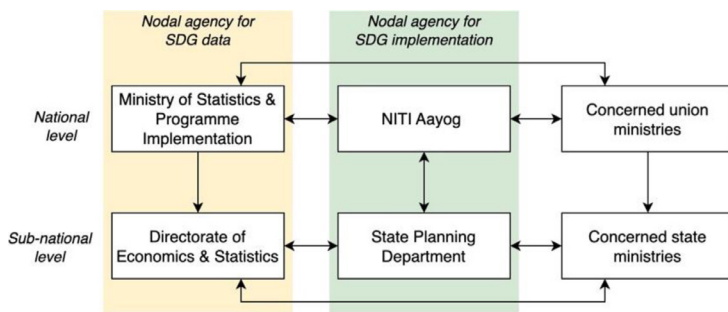 Nodal agency for
SDG data
Nodal agency for
SDG implementation
National
level
Ministry of Statistics &
Programme
Implementation
NITI Aayog
Concerned union
ministries
Sub-national
level
Directorate of
Economics & Statistics
State Planning
Department
Concerned state
ministries